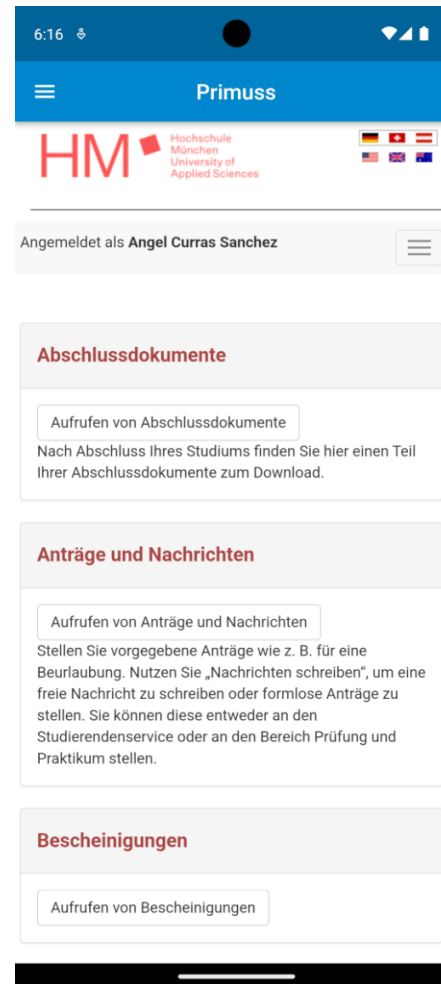 6:16
Primuss
HM
Hochschule
München
University of
Applied Sciences
Angemeldet als Angel Curras Sanchez
Abschlussdokumente
Aufrufen von Abschlussdokumente
Nach Abschluss Ihres Studiums finden Sie hier einen Teil
Ihrer Abschlussdokumente zum Download.
Anträge und Nachrichten
Aufrufen von Anträge und Nachrichten
Stellen Sie vorgegebene Anträge wie z. B. für eine
Beurlaubung. Nutzen Sie „Nachrichten schreiben“, um eine
freie Nachricht zu schreiben oder formlose Anträge zu
stellen. Sie können diese entweder an den
Studierendenservice oder an den Bereich Prüfung und
Praktikum stellen.
Bescheinigungen
Aufrufen von Bescheinigungen